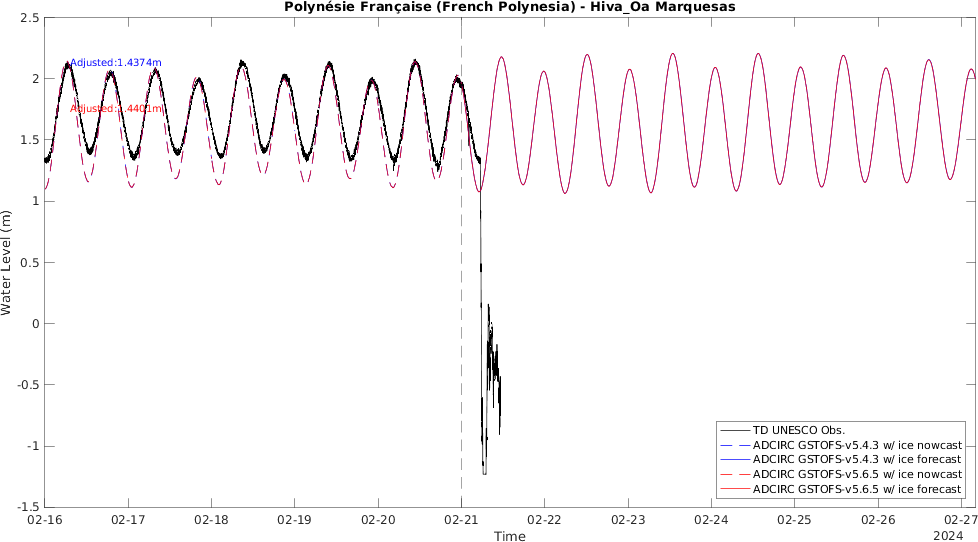 Polynésie Française (French Polynesia) - Hiva_Oa Marquesas
2.5
2
1.5
1
0.5
0
-0.5
-1
-1.5
Water Level (m)
Adjusted:1.4374m
Adjusted:1.4401m
TD UNESCO Obs.
ADCIRC GSTOFS-v5.4.3 w/ ice nowcast
ADCIRC GSTOFS-v5.4.3 w/ ice forecast
ADCIRC GSTOFS-v5.6.5 w/ ice nowcast
ADCIRC GSTOFS-v5.6.5 w/ ice forecast
02-16 02-17 02-18 02-19 02-20 02-21 02-22 02-23 02-24 02-25 02-26 02-27
Time
2024